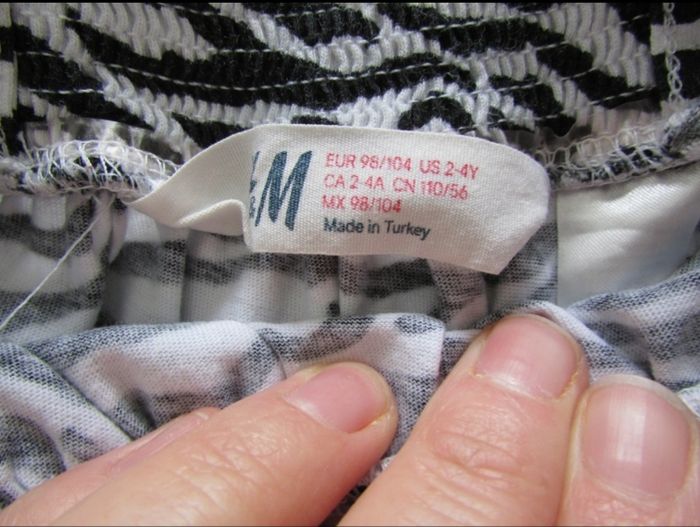 H&M
EUR 98/104 US 2-4Y
CA 2-4A CN 110/56
MX 98/104
Made in Turkey